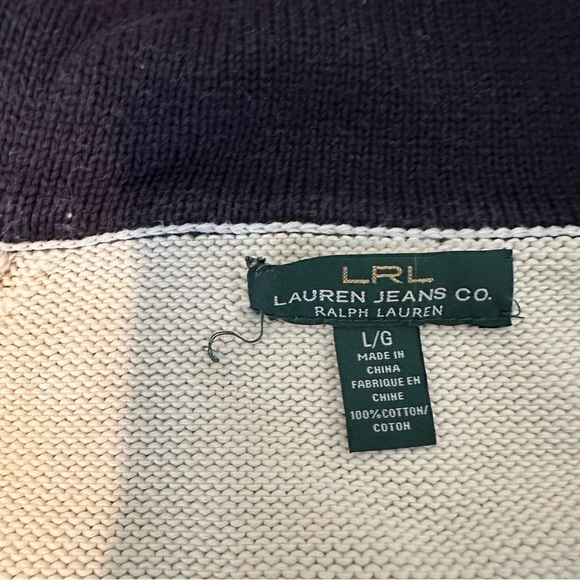 LRL
LAUREN JEANS CO.
RALPH LAUREN
L/G
MADE IN
CHINA
FABRIQUE EN
CHINE
100% COTTON/
COTON